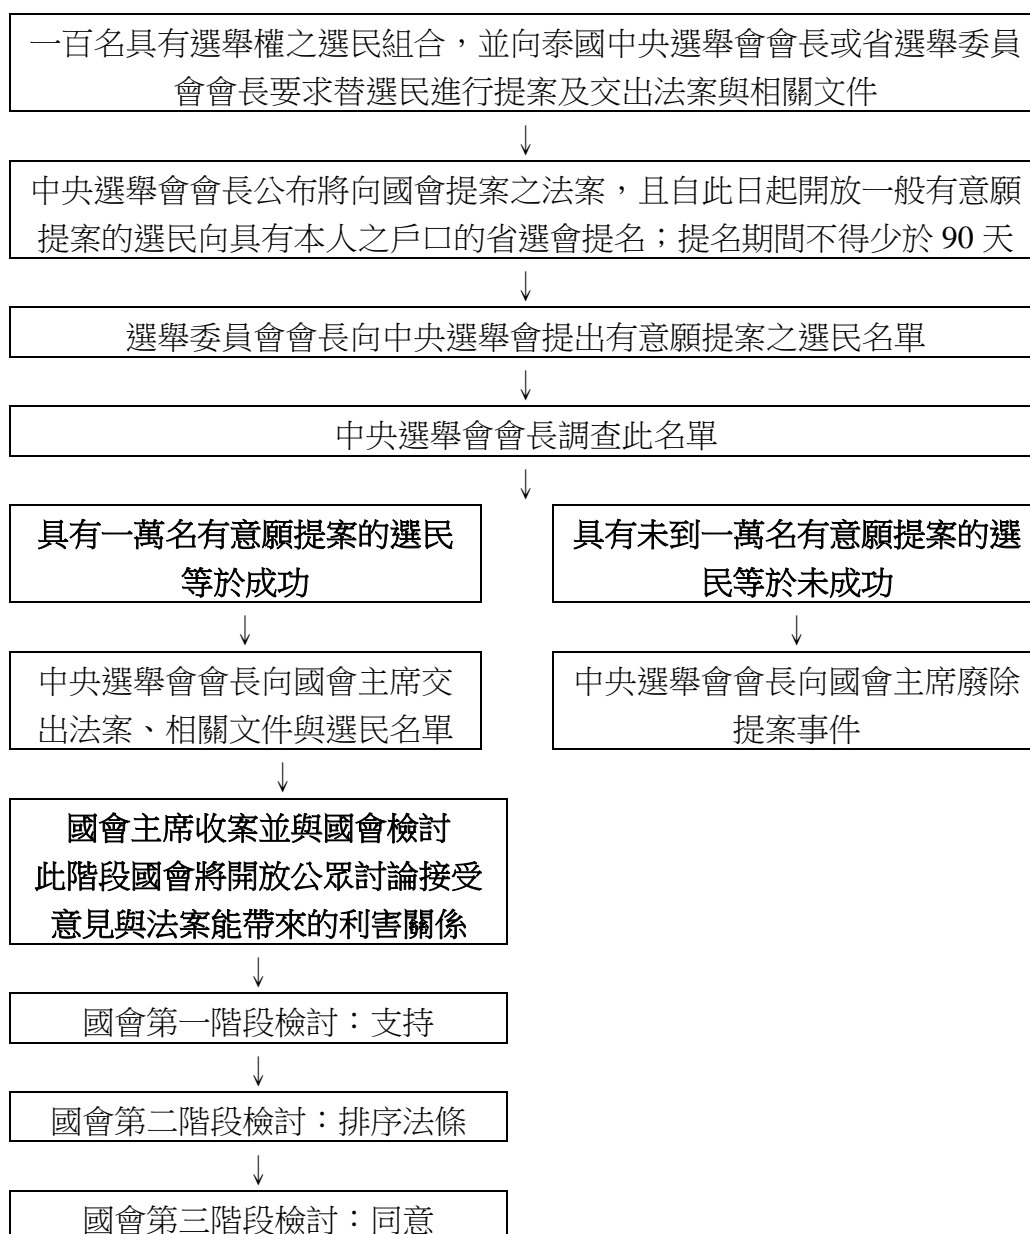 一百名具有選舉權之選民組合，並向泰國中央選舉會會長或省選舉委員
會會長要求替選民進行提案及交出法案與相關文件
↓
中央選舉會會長公布將向國會提案之法案，且自此日起開放一般有意願
提案的選民向具有本人之戶口的省選會提名；提名期間不得少於 90 天
↓
選舉委員會會長向中央選舉會提出有意願提案之選民名單
↓
中央選舉會會長調查此名單
↓
具有一萬名有意願提案的選民
等於成功
具有未到一萬名有意願提案的選
民等於未成功
↓
↓
中央選舉會會長向國會主席交
出法案、相關文件與選民名單
中央選舉會會長向國會主席廢除
提案事件
↓
國會主席收案並與國會檢討
此階段國會將開放公眾討論接受
意見與法案能帶來的利害關係
↓
國會第一階段檢討：支持
↓
國會第二階段檢討：排序法條
↓
國會第三階段檢討：同意